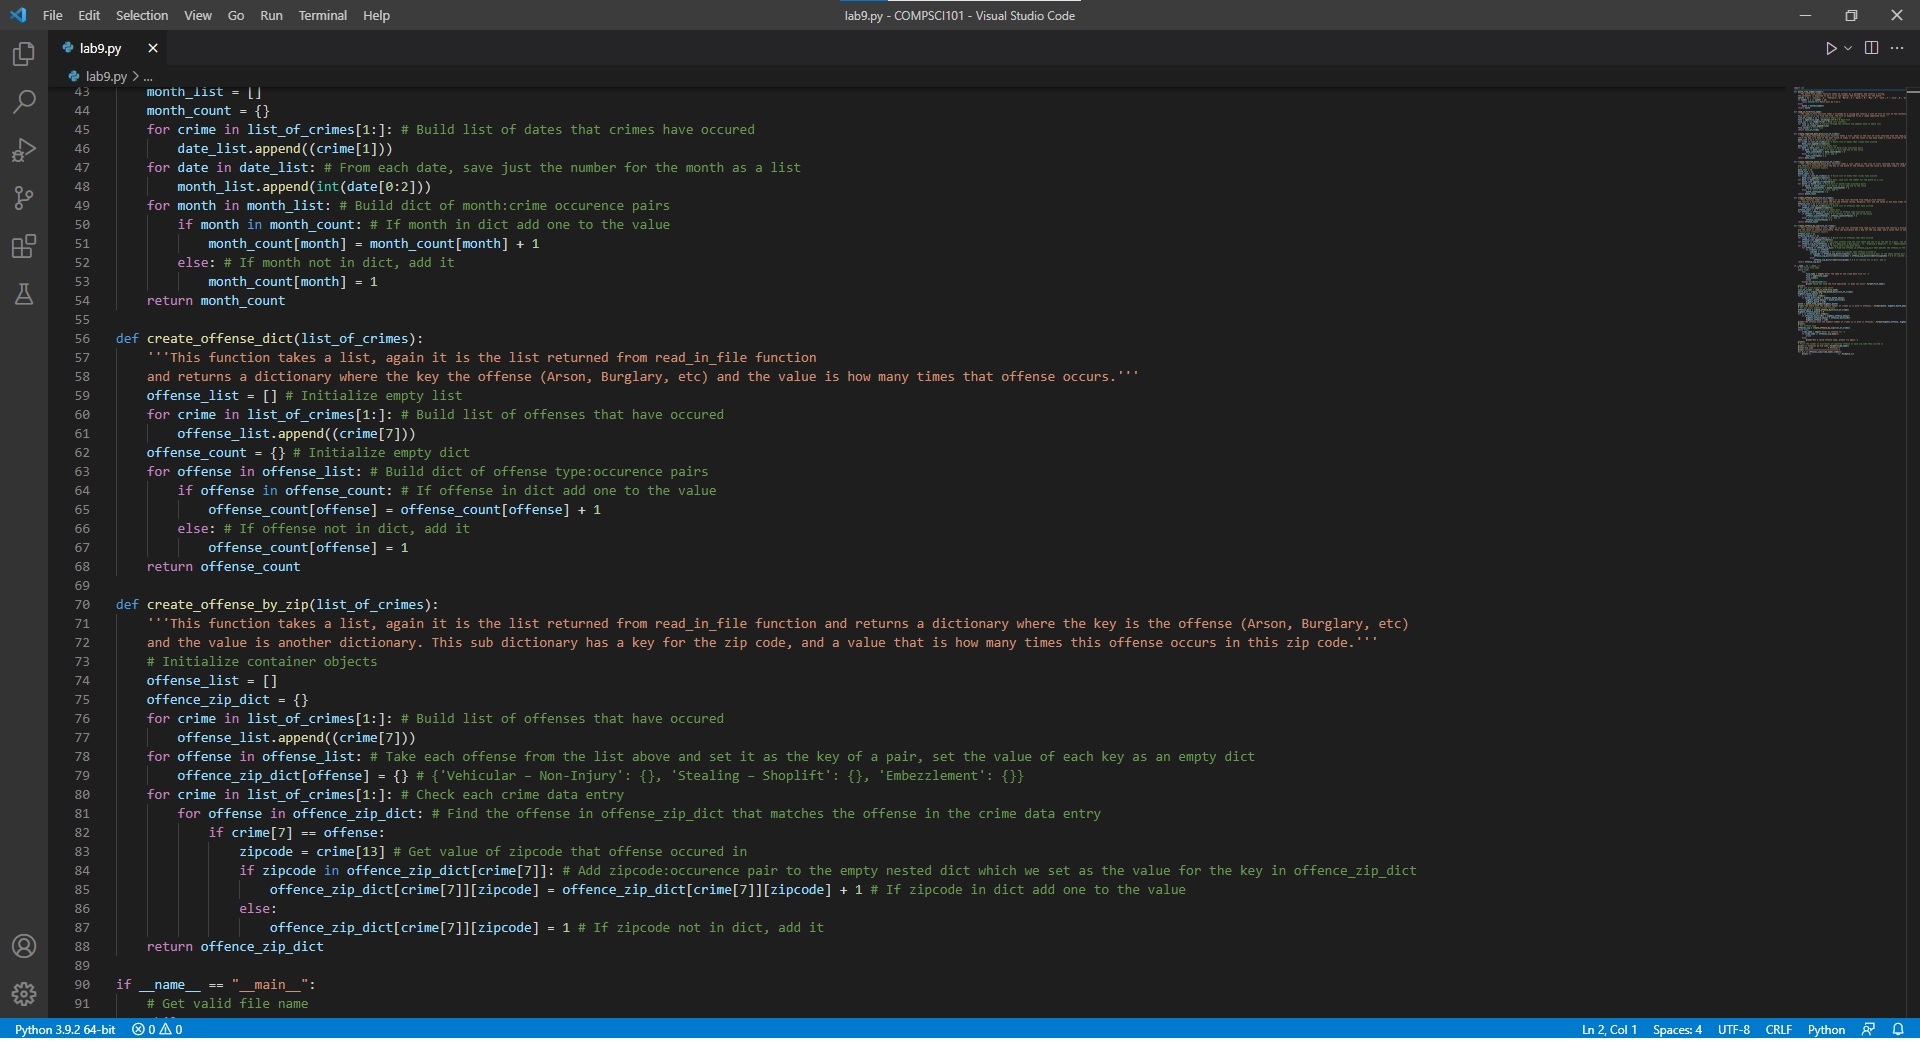 File Edit Selection View Go Run Terminal Help
lab9.py - COMPSCI101 - Visual Studio Code
lab9.py
lab9.py > ...
43 month_list = []
44 month_count = {}
45 for crime in list_of_crimes[1:]: # Build list of dates that crimes have occured
46 date_list.append((crime[1]))
47 for date in date_list: # From each date, save just the number for the month as a list
48 month_list.append(int(date[0:2]))
49 for month in month_list: # Build dict of month:crime occurence pairs
50 if month in month_count: # If month in dict add one to the value
51 month_count[month] = month_count[month] + 1
52 else: # If month not in dict, add it
53 month_count[month] = 1
54 return month_count
55
56 def create_offense_dict(list_of_crimes):
57 '''This function takes a list, again it is the list returned from read_in_file function
58 and returns a dictionary where the key the offense (Arson, Burglary, etc) and the value is how many times that offense occurs.'''
59 offense_list = [] # Initialize empty list
60 for crime in list_of_crimes[1:]: # Build list of offenses that have occured
61 offense_list.append((crime[7]))
62 offense_count = {} # Initialize empty dict
63 for offense in offense_list: # Build dict of offense type:occurence pairs
64 if offense in offense_count: # If offense in dict add one to the value
65 offense_count[offense] = offense_count[offense] + 1
66 else: # If offense not in dict, add it
67 offense_count[offense] = 1
68 return offense_count
69
70 def create_offense_by_zip(list_of_crimes):
71 '''This function takes a list, again it is the list returned from read_in_file function and returns a dictionary where the key is the offense (Arson, Burglary, etc)
72 and the value is another dictionary. This sub dictionary has a key for the zip code, and a value that is how many times this offense occurs in this zip code.'''
73 # Initialize container objects
74 offense_list = []
75 offence_zip_dict = {}
76 for crime in list_of_crimes[1:]: # Build list of offenses that have occured
77 offense_list.append((crime[7]))
78 for offense in offense_list: # Take each offense from the list above and set it as the key of a pair, set the value of each key as an empty dict
79 offence_zip_dict[offense] = {} # {'Vehicular – Non-Injury': {}, 'Stealing – Shoplift': {}, 'Embezzlement': {}}
80 for crime in list_of_crimes[1:]: # Check each crime data entry
81 for offense in offence_zip_dict: # Find the offense in offense_zip_dict that matches the offense in the crime data entry
82 if crime[7] == offense:
83 zipcode = crime[13] # Get value of zipcode that offense occured in
84 if zipcode in offence_zip_dict[crime[7]]: # Add zipcode:occurence pair to the empty nested dict which we set as the value for the key in offence_zip_dict
85 offence_zip_dict[crime[7]][zipcode] = offence_zip_dict[crime[7]][zipcode] + 1 # If zipcode in dict add one to the value
86 else:
87 offence_zip_dict[crime[7]][zipcode] = 1 # If zipcode not in dict, add it
88 return offence_zip_dict
89
90 if __name__ == "__main__":
91 # Get valid file name
Python 3.9.2 64-bit 0 0 Ln 2, Col 1 Spaces: 4 UTF-8 CRLF Python